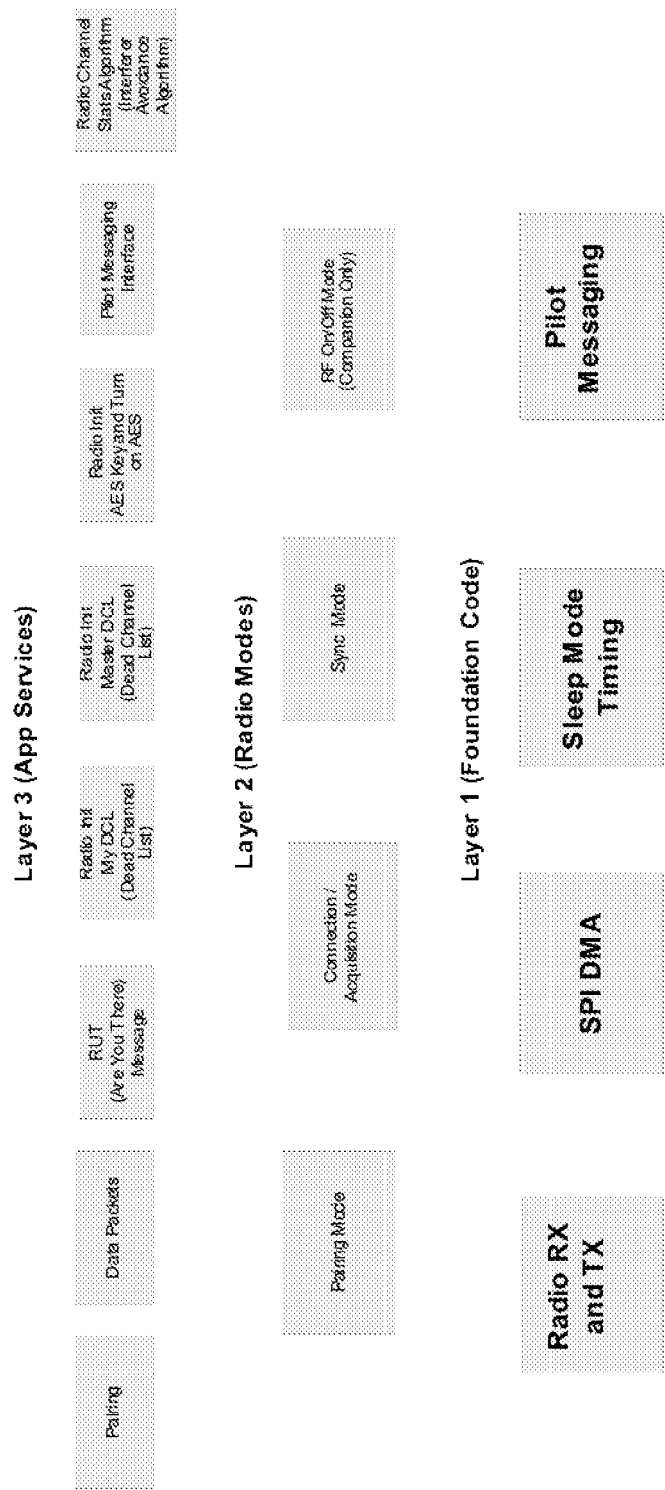 Layer 3 (App Services)
Pairing
Data Packets
RUT
(Are You There)
Message
Radio Init
My DCL
(Dead Channel
List)
Radio Init
Master DCL
(Dead Channel
List)
Radio Init
AES Key and Turn
on AES
Pilot Messaging
Interface
Radio Channel
Stats Algorithm
(Interferer
Avoidance
Algorithm)
Layer 2 (Radio Modes)
Pairing Mode
Connection /
Acquisition Mode
Sync Mode
RF On/Off Mode
(Companion Only)
Layer 1 (Foundation Code)
Radio RX
and TX
SPI DMA
Sleep Mode
Timing
Pilot
Messaging